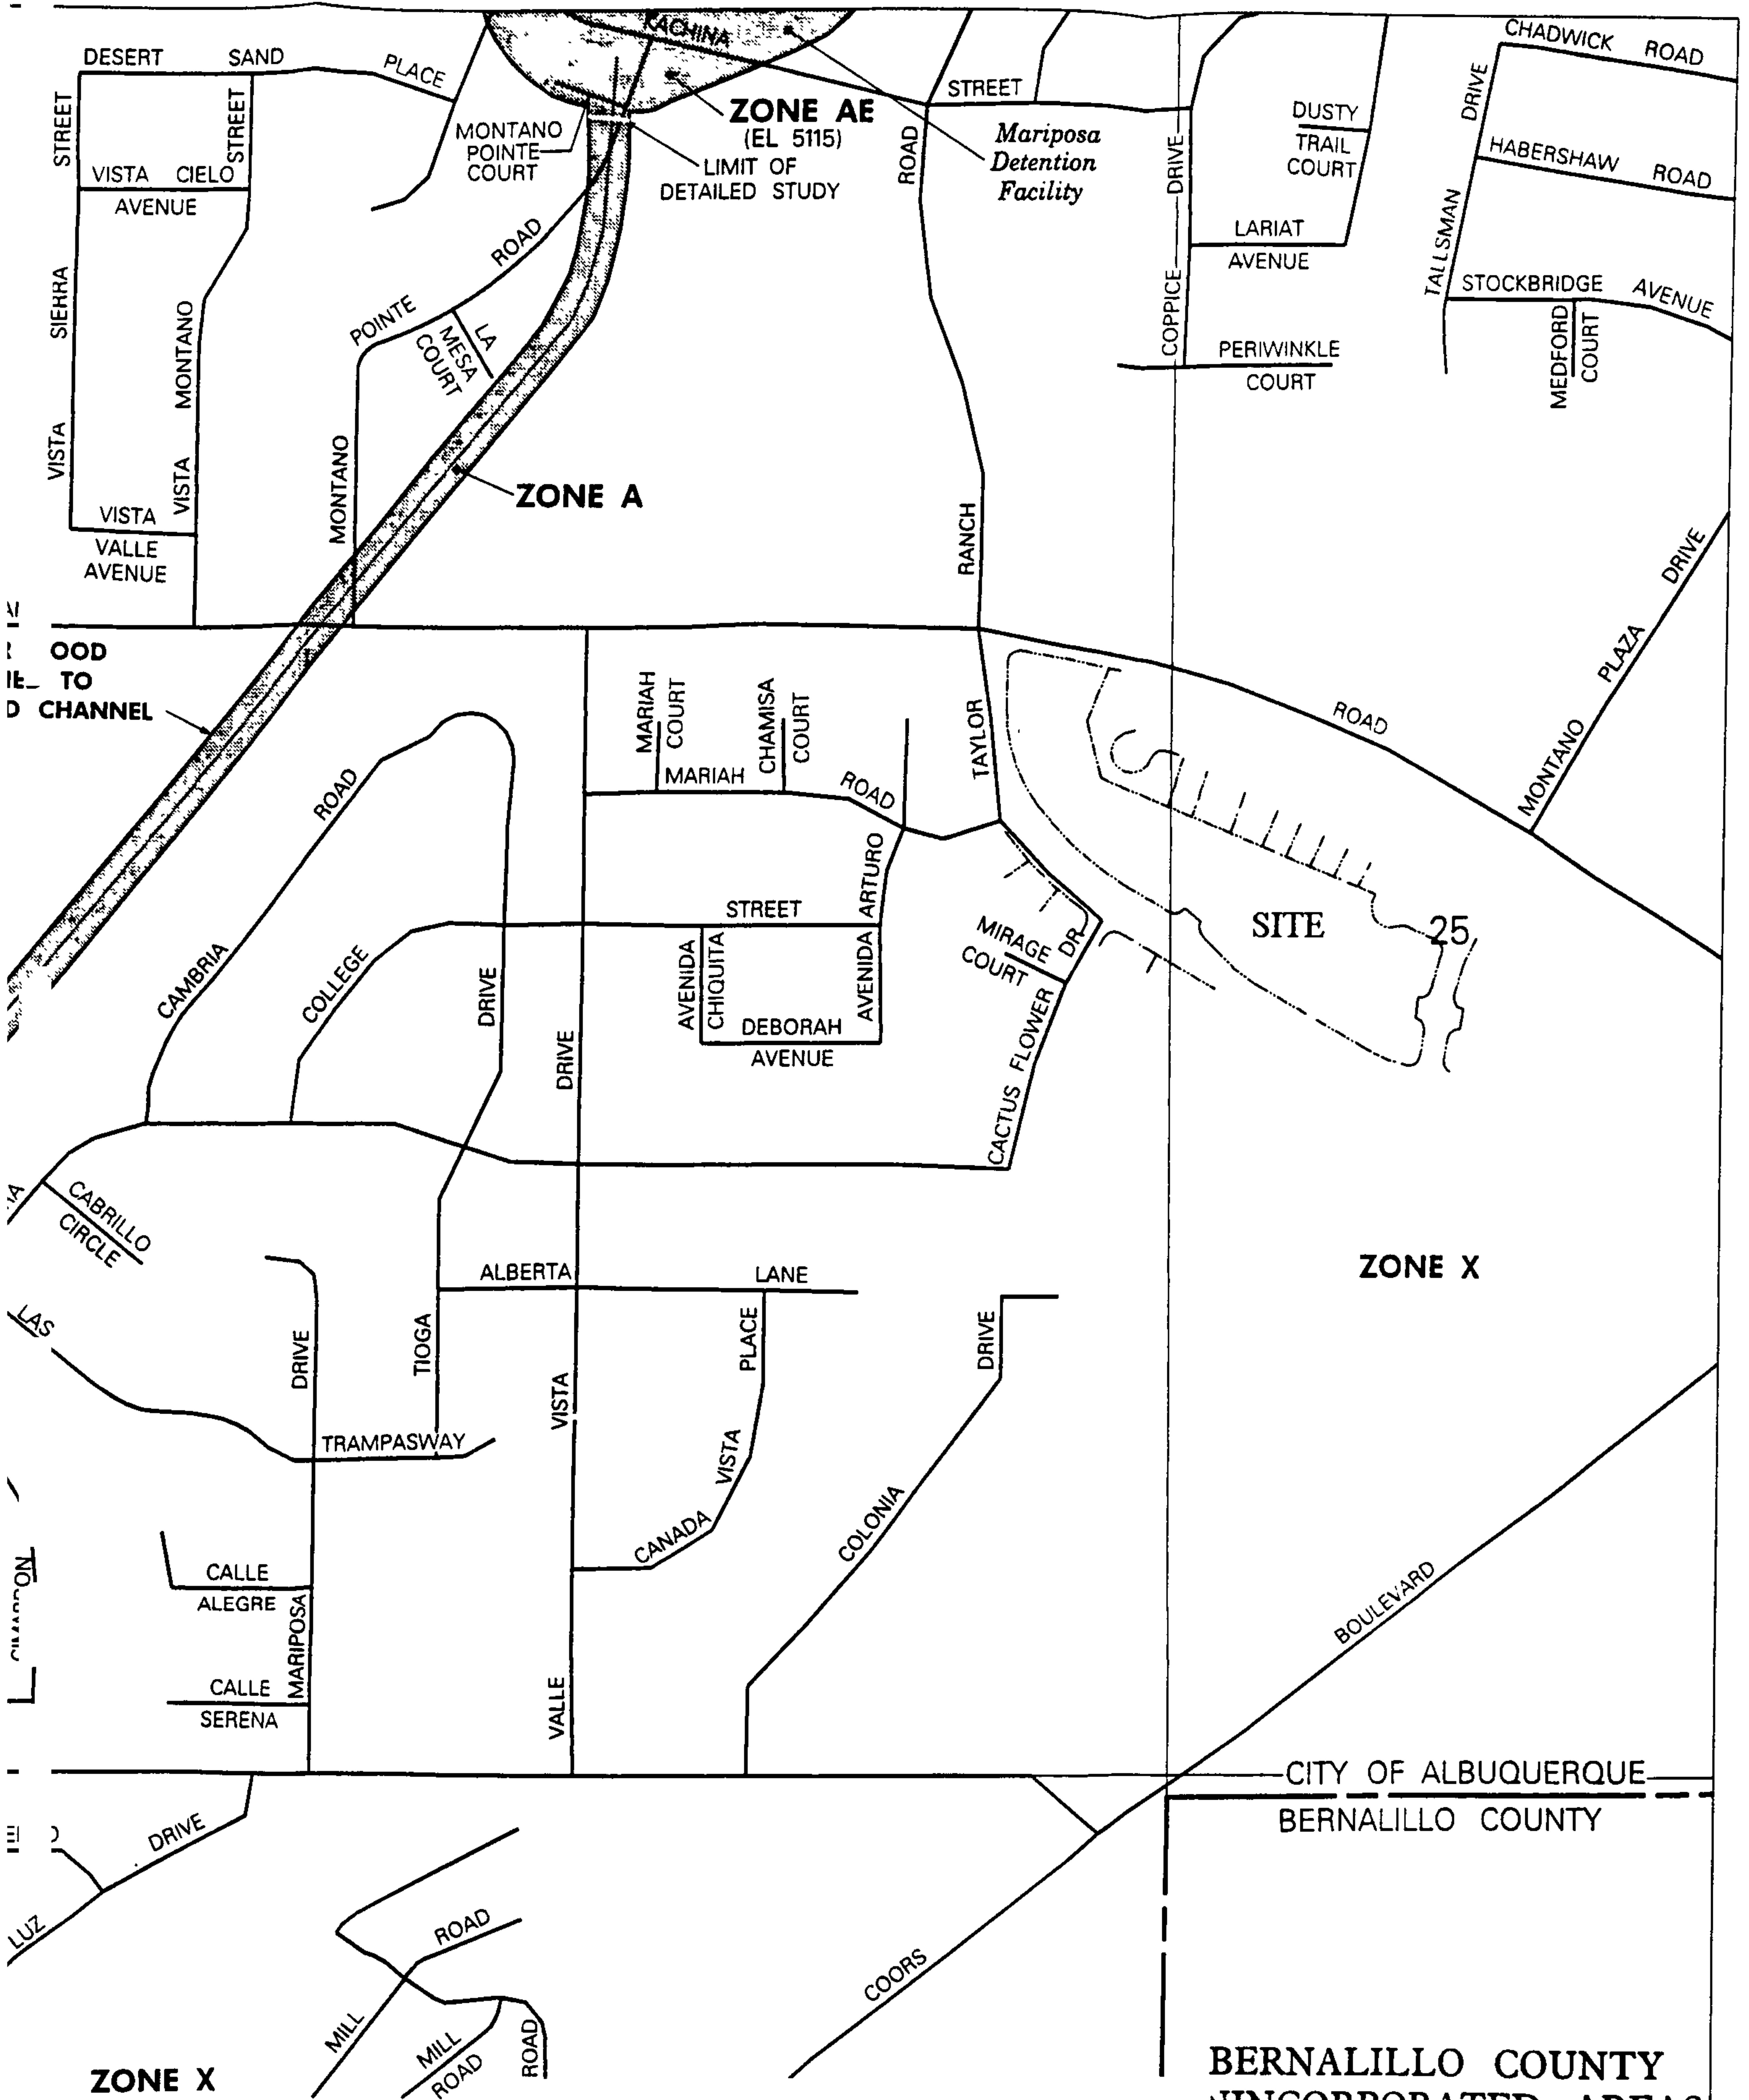 KACHINA
CHADWICK ROAD
DESERT SAND PLACE
STREET
DRIVE
ZONE AE
(EL 5115)
DUSTY
TRAIL
COURT
MONTANO
POINTE
COURT
Mariposa
Detention
Facility
STREET
STREET
ROAD
LIMIT OF
DETAILED STUDY
DRIVE
HABERSHAW ROAD
VISTA CIELO
AVENUE
TALLSMAN
LARIAT
AVENUE
ROAD
SIERRA
COPPICE
STOCKBRIDGE AVENUE
MONTANO
POINTE
LA
MESA
COURT
MEDFORD
COURT
PERIWINKLE
COURT
VISTA
VISTA
MONTANO
ZONE A
VISTA
VALLE
AVENUE
RANCH
DRIVE
OOD
TO
D CHANNEL
PLAZA
MARIAH
COURT
CHAMISA
COURT
TAYLOR
ROAD
MARIAH ROAD
ROAD
MONTANO
ARTURO
STREET
SITE
25
MIRAGE
COURT
DR
CAMBRIA
COLLEGE
DRIVE
AVENIDA
CHIQUITA
AVENIDA
DEBORAH
AVENUE
DRIVE
FLOWER
CACTUS
CABRILLO
CIRCLE
ZONE X
ALBERTA LANE
LAS
DRIVE
TIOGA
PLACE
DRIVE
VISTA
TRAMPASWAY
VISTA
CANADA
COLONIA
CALLE
ALEGRE
BOULEVARD
MARIPOSA
CALLE
SERENA
VALLE
CITY OF ALBUQUERQUE
BERNALILLO COUNTY
DRIVE
LUZ
ROAD
COORS
MILL
MILL
ROAD
ROAD
BERNALILLO COUNTY
ZONE X